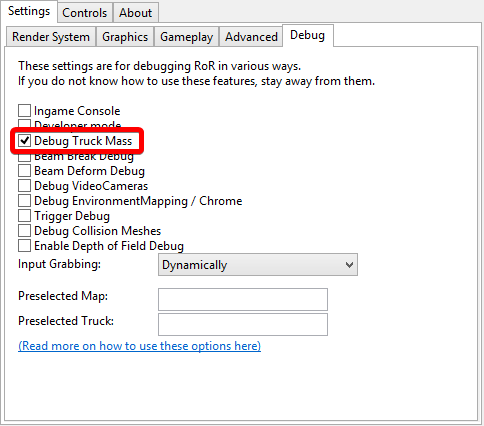 Settings Controls About
Render System Graphics Gameplay Advanced Debug
These settings are for debugging RoR in various ways.
If you do not know how to use these features, stay away from them.
Ingame Console
Developer mode
Debug Truck Mass
Beam Break Debug
Beam Deform Debug
Debug VideoCameras
Debug EnvironmentMapping / Chrome
Trigger Debug
Debug Collision Meshes
Enable Depth of Field Debug
Input Grabbing: Dynamically
Preselected Map:
Preselected Truck:
(Read more on how to use these options here)